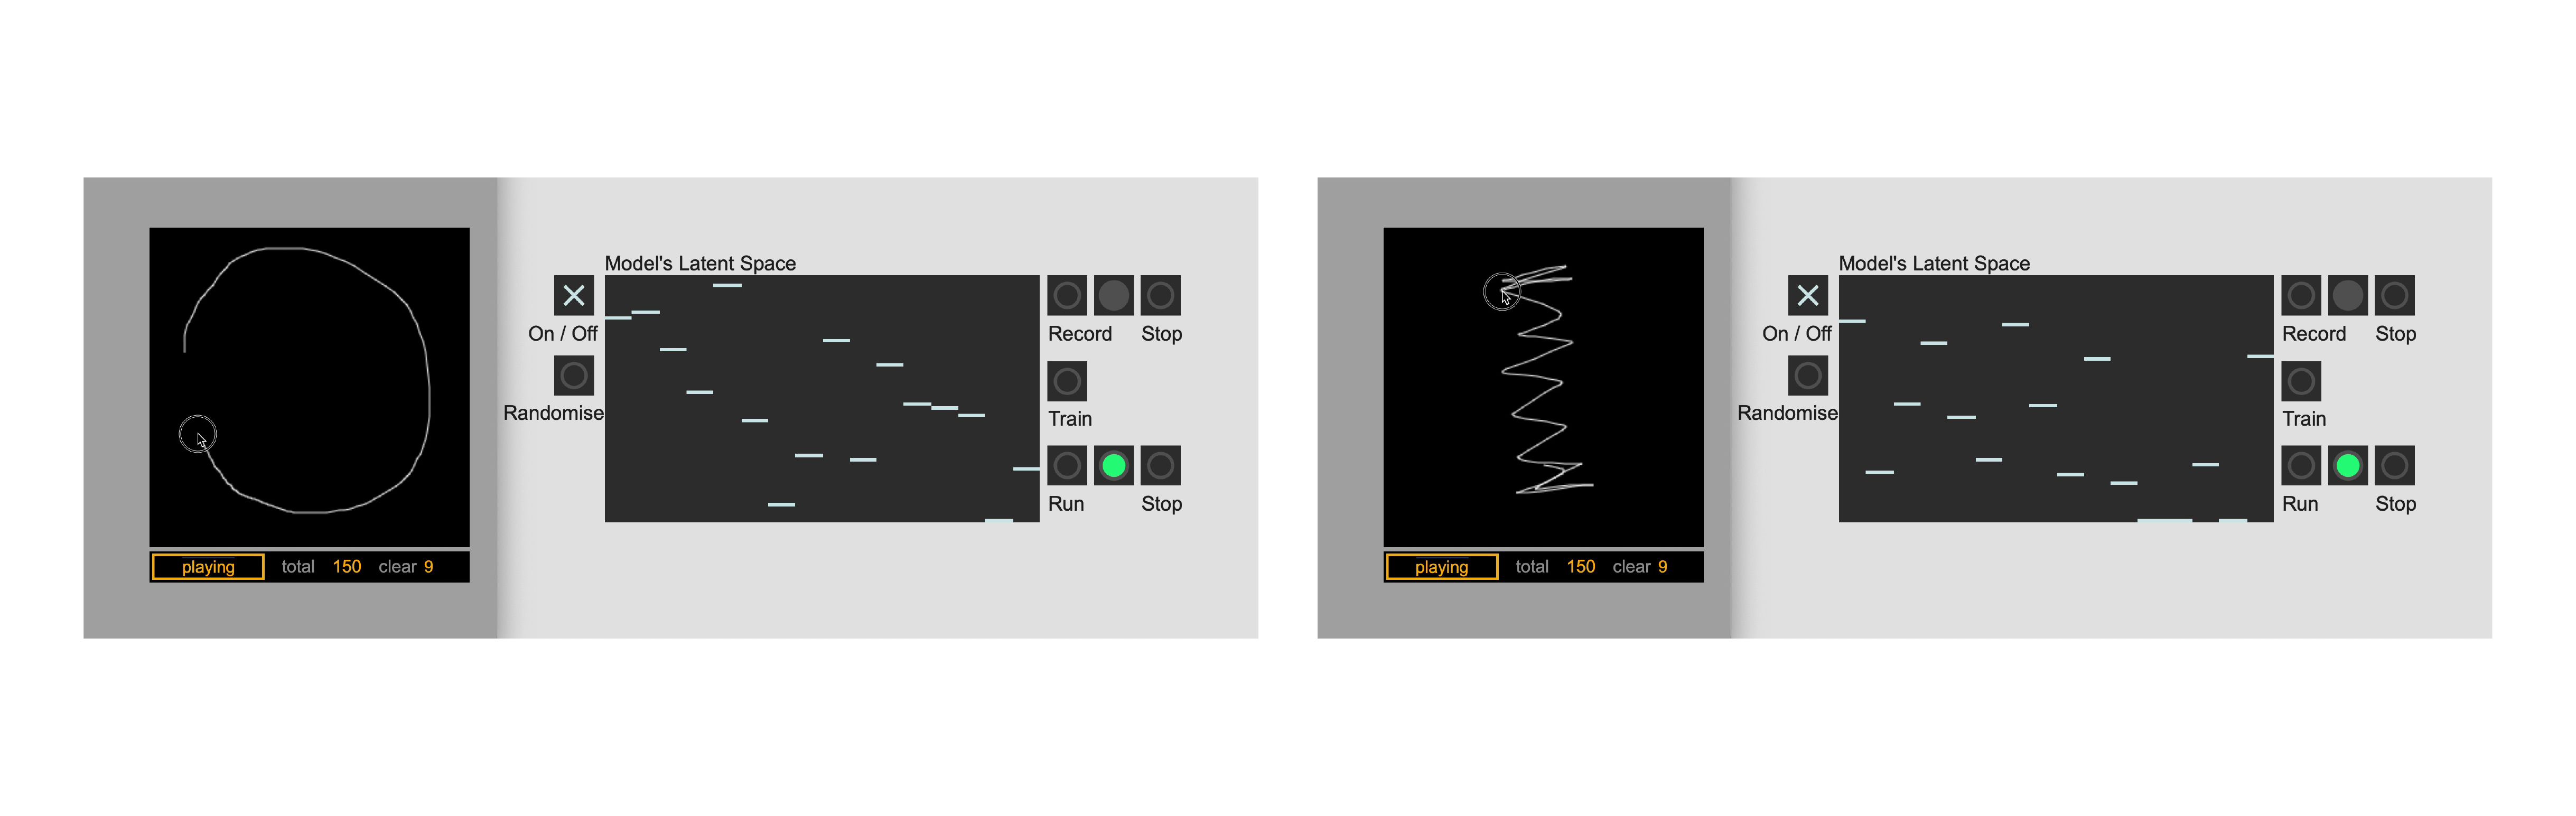 Model's Latent Space
On / Off
Record Stop
Randomise
Train
Run Stop
playing total 150 clear 9
Model's Latent Space
On / Off
Record Stop
Randomise
Train
Run Stop
playing total 150 clear 9